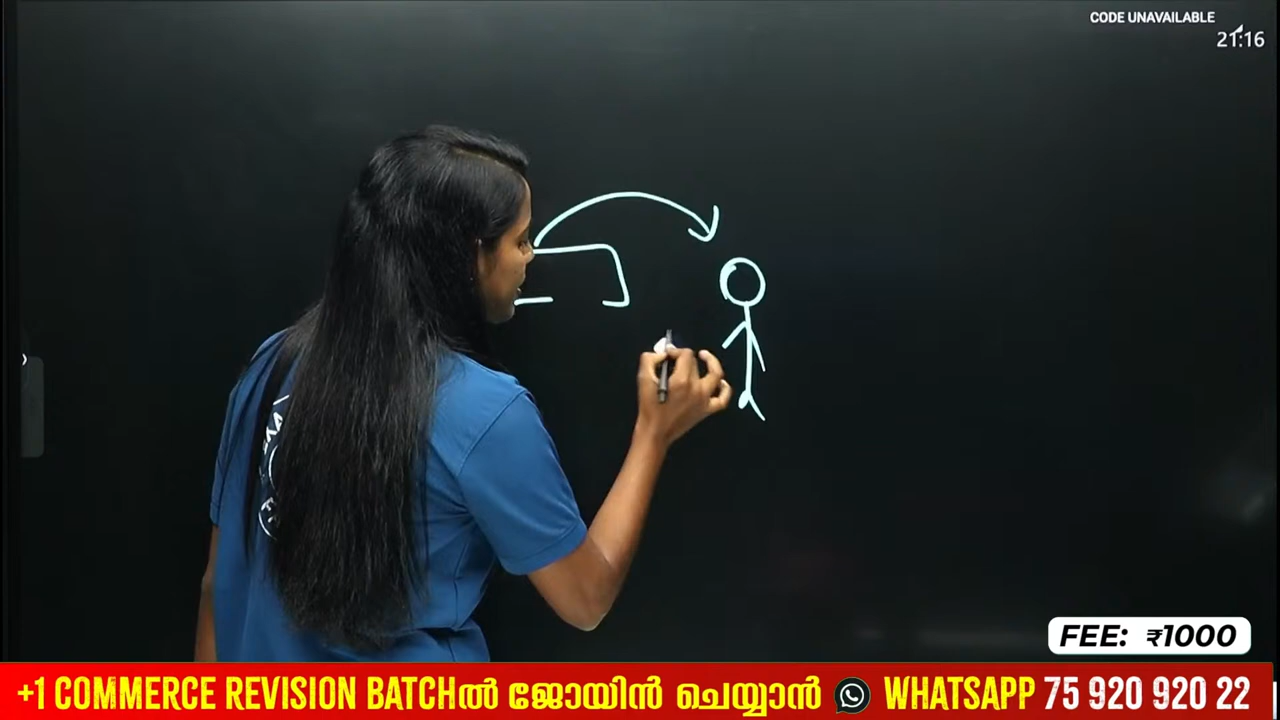 CODE UNAVAILABLE
21:16
FEE: ₹1000
+1 COMMERCE REVISION BATCHൽ ജോയിൻ ചെയ്യാൻ WHATSAPP 75 920 920 22